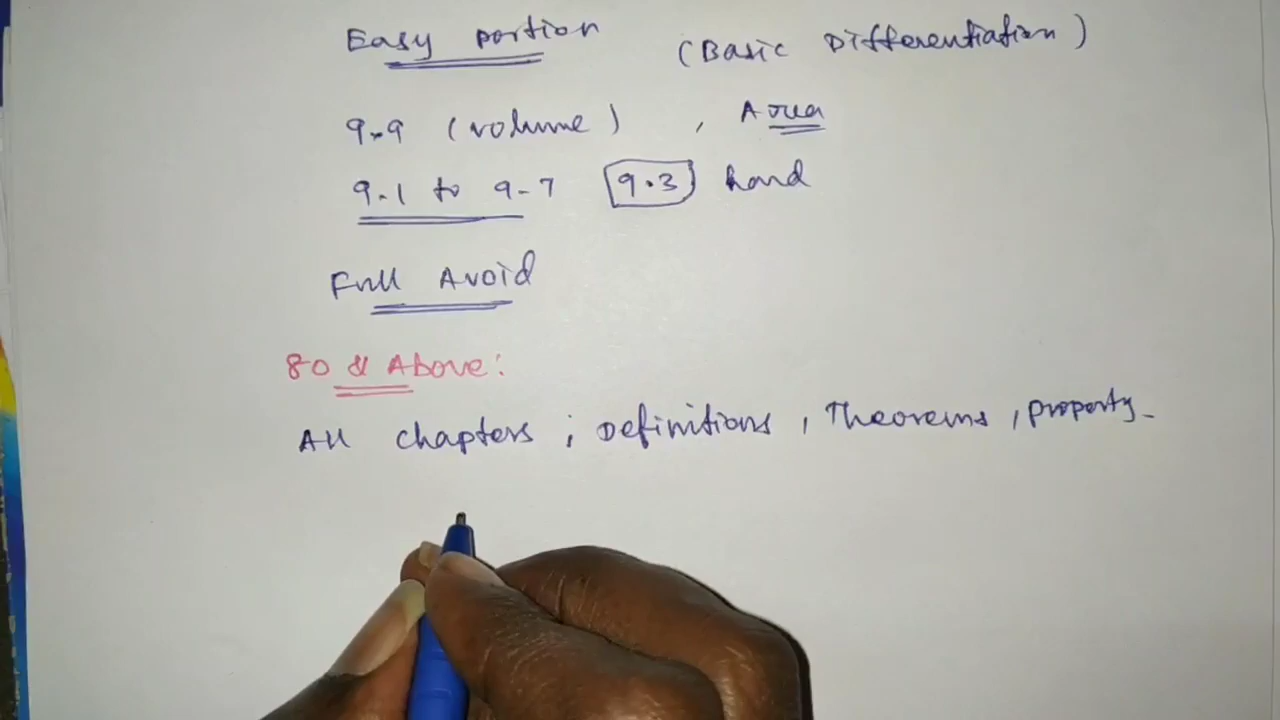 Easy portion (Basic Differentiation)
9.9 (volume) , Area
9.1 to 9.7 9.3 hard
Full Avoid
80 & Above:
All chapters ; Definitions , Theorems , property